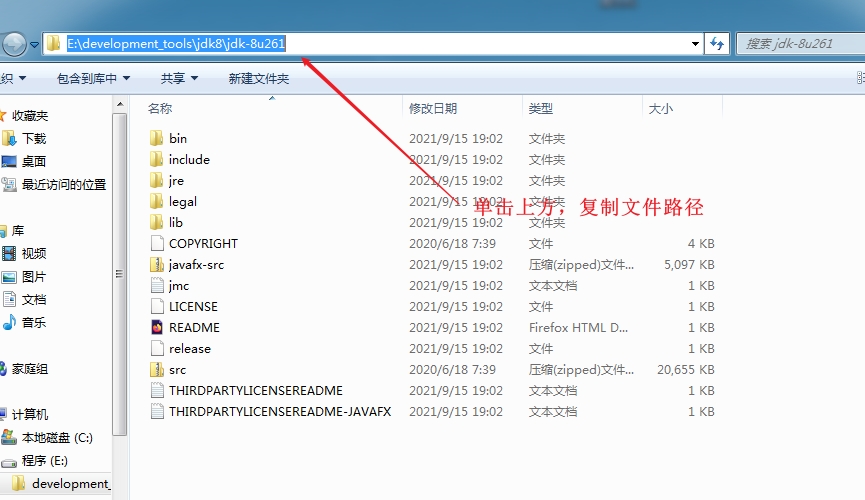 E:\development_tools\jdk8\jdk-8u261
搜索 jdk-8u261
织
包含到库中
共享
新建文件夹
名称 修改日期 类型 大小
收藏夹
下载
桌面
最近访问的位置
库
视频
图片
文档
音乐
家庭组
计算机
本地磁盘 (C:)
程序 (E:)
development_
bin 2021/9/15 19:02 文件夹
include 2021/9/15 19:02 文件夹
jre 2021/9/15 19:02 文件夹
legal 2021/9/15 19:02 文件夹
lib 2021/9/15 19:02 文件夹
COPYRIGHT 2020/6/18 7:39 文件 4 KB
javafx-src 2021/9/15 19:02 压缩(zipped)文件... 5,097 KB
jmc 2021/9/15 19:02 文本文档 1 KB
LICENSE 2021/9/15 19:02 文件 1 KB
README 2021/9/15 19:02 Firefox HTML D... 1 KB
release 2021/9/15 19:02 文件 1 KB
src 2020/6/18 7:39 压缩(zipped)文件... 20,655 KB
THIRDPARTYLICENSEREADME 2021/9/15 19:02 文本文档 1 KB
THIRDPARTYLICENSEREADME-JAVAFX 2021/9/15 19:02 文本文档 1 KB
单击上方，复制文件路径